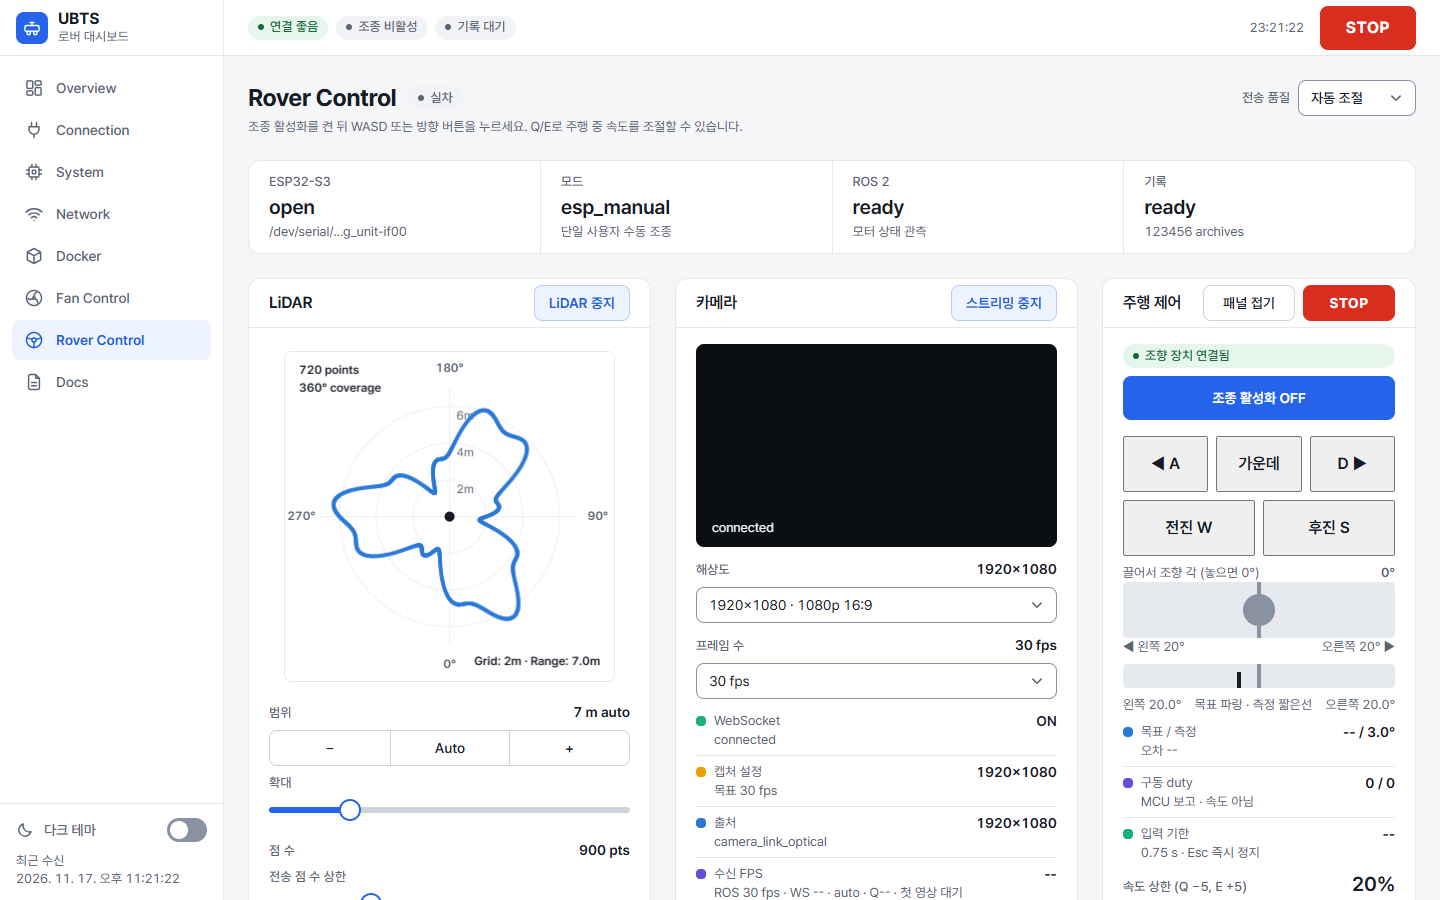 UBTS
로버 대시보드
연결 좋음
조종 비활성
기록 대기
23:21:22
STOP
Overview
Connection
System
Network
Docker
Fan Control
Rover Control
Docs
다크 테마
최근 수신
2026. 11. 17. 오후 11:21:22
Rover Control
실차
조종 활성화를 켠 뒤 WASD 또는 방향 버튼을 누르세요. Q/E로 주행 중 속도를 조절할 수 있습니다.
전송 품질
자동 조절
ESP32-S3
open
/dev/serial/...g_unit-if00
모드
esp_manual
단일 사용자 수동 조종
ROS 2
ready
모터 상태 관측
기록
ready
123456 archives
LiDAR
LiDAR 중지
720 points
360° coverage
180°
6m
4m
2m
270°
90°
0°
Grid: 2m · Range: 7.0m
범위
7 m auto
−
Auto
+
확대
점 수
900 pts
전송 점 수 상한
카메라
스트리밍 중지
connected
해상도
1920×1080
1920×1080 · 1080p 16:9
프레임 수
30 fps
30 fps
WebSocket
ON
connected
캡처 설정
1920×1080
목표 30 fps
출처
1920×1080
camera_link_optical
수신 FPS
--
ROS 30 fps · WS -- · auto · Q-- · 첫 영상 대기
주행 제어
패널 접기
STOP
조향 장치 연결됨
조종 활성화 OFF
◀ A
가운데
D ▶
전진 W
후진 S
끌어서 조향 각 (놓으면 0°)
0°
◀ 왼쪽 20°
오른쪽 20° ▶
왼쪽 20.0°
목표 파랑 · 측정 짧은선
오른쪽 20.0°
목표 / 측정
-- / 3.0°
오차 --
구동 duty
0 / 0
MCU 보고 · 속도 아님
입력 기한
--
0.75 s · Esc 즉시 정지
속도 상한 (Q −5, E +5)
20%